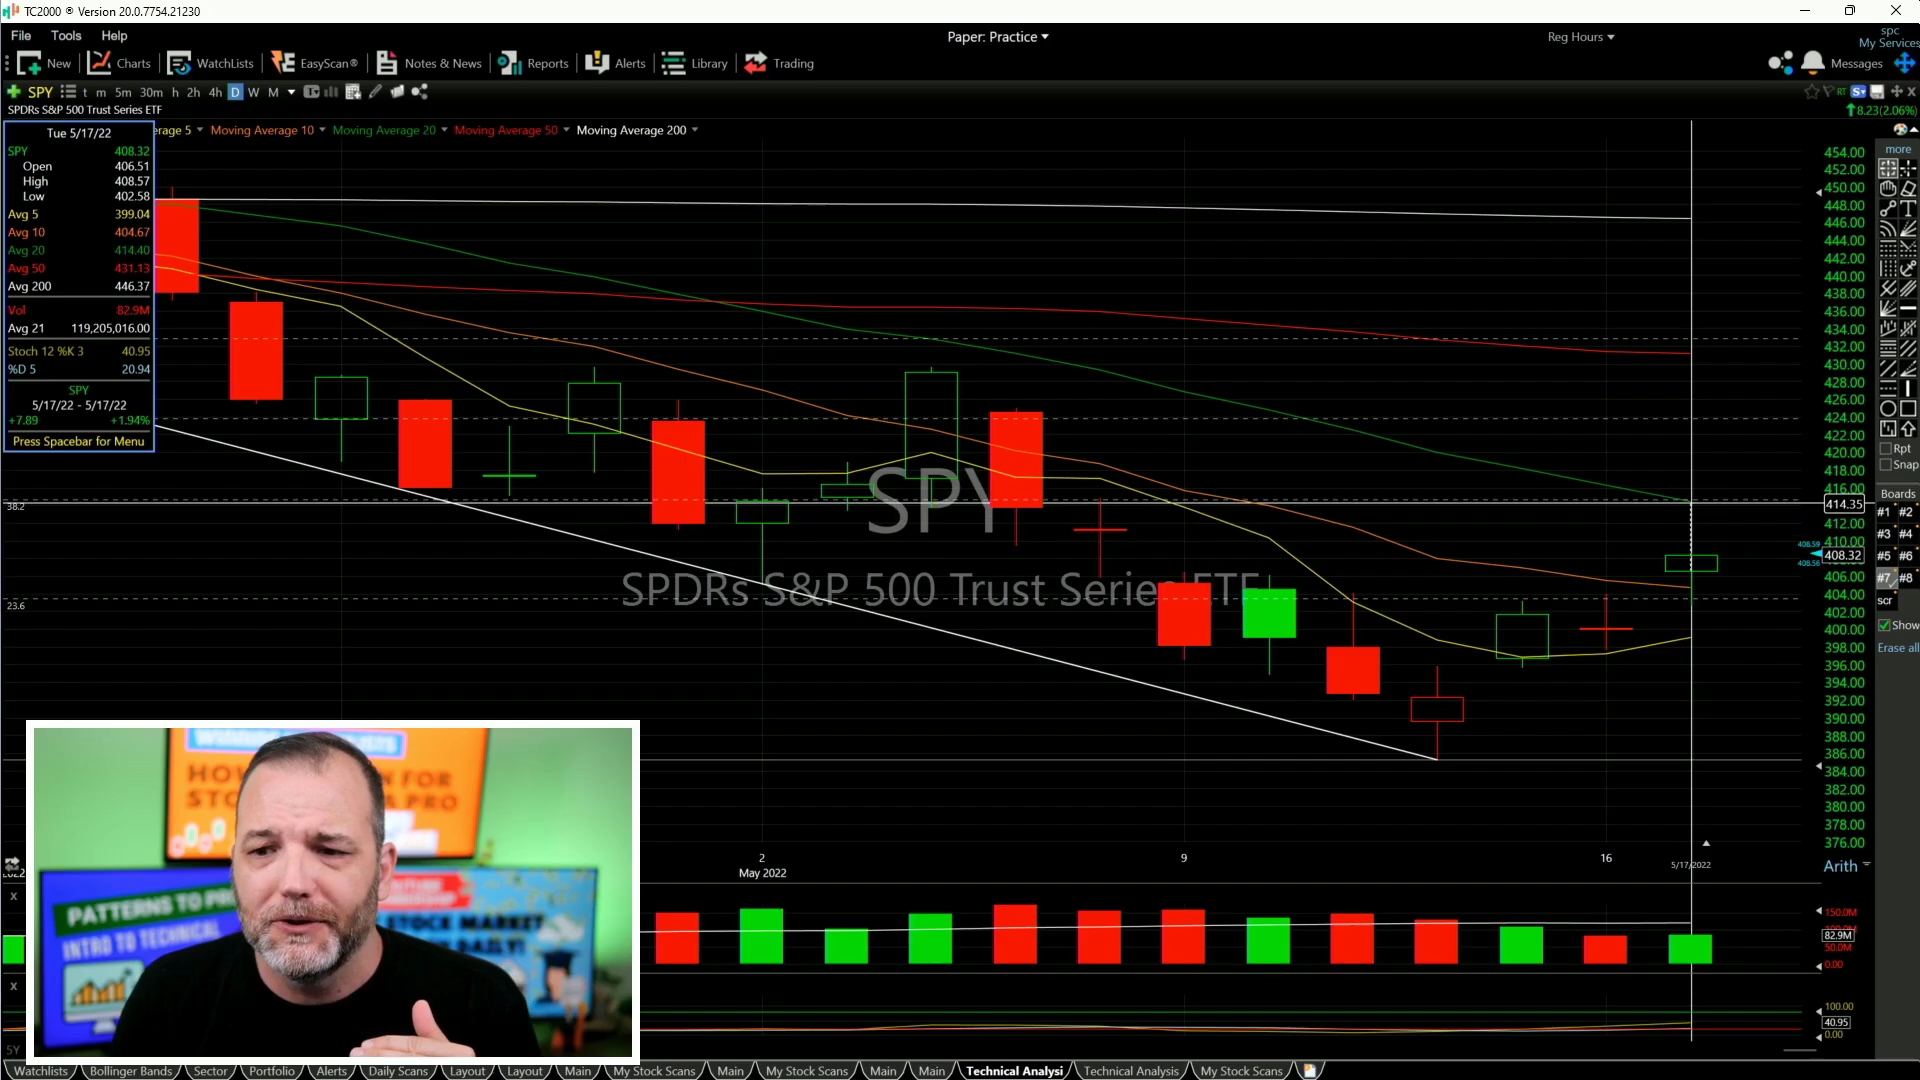 TC2000 ® Version 20.0.7754.21230
File Tools Help
Paper: Practice
Reg Hours
spc
My Services
New Charts WatchLists EasyScan® Notes & News Reports Alerts Library Trading
Messages
SPY t m 5m 30m h 2h 4h D W M
RT
SPDRs S&P 500 Trust Series ETF
8.23(2.06%)
erage 5 Moving Average 10 Moving Average 20 Moving Average 50 Moving Average 200
Tue 5/17/22
SPY 408.32
Open 406.51
High 408.57
Low 402.58
Avg 5 399.04
Avg 10 404.67
Avg 20 414.40
Avg 50 431.13
Avg 200 446.37
Vol 82.9M
Avg 21 119,205,016.00
Stoch 12 %K 3 40.95
%D 5 20.94
SPY
5/17/22 - 5/17/22
+7.89 +1.94%
Press Spacebar for Menu
38.2
23.6
SPY
SPDRs S&P 500 Trust Series ETF
454.00
452.00
450.00
448.00
446.00
444.00
442.00
440.00
438.00
436.00
434.00
432.00
430.00
428.00
426.00
424.00
422.00
420.00
418.00
416.00
414.35
412.00
410.00
408.59
408.32
408.56
406.00
404.00
402.00
400.00
398.00
396.00
394.00
392.00
390.00
388.00
386.00
384.00
382.00
380.00
378.00
376.00
Arith
more
Rpt
Snap
Boards
#1 #2
#3 #4
#5 #6
#7 #8
scr
Show
Erase all
2
May 2022
9
16
5/17/2022
150.0M
82.9M
50.0M
0.00
100.00
40.95
0.00
5Y
PATTERNS TO PR
INTRO TO TECHNICAL
STOCK MARKET
DAILY!
Watchlists Bollinger Bands Sector Portfolio Alerts Daily Scans Layout Layout Main My Stock Scans Main My Stock Scans Main Main Technical Analysi Technical Analysis My Stock Scans